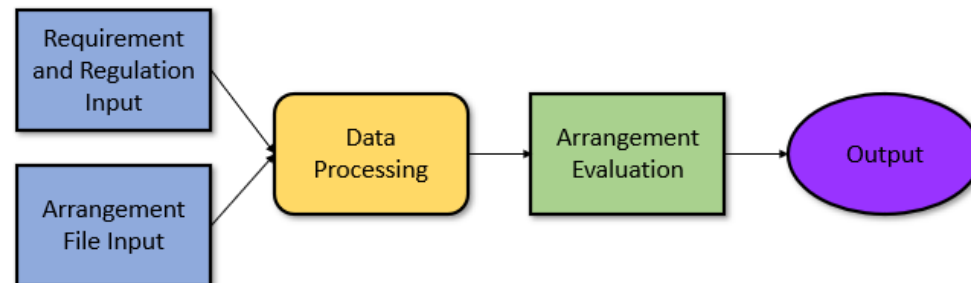 Requirement
and Regulation
Input
Arrangement
File Input
Data
Processing
Arrangement
Evaluation
Output